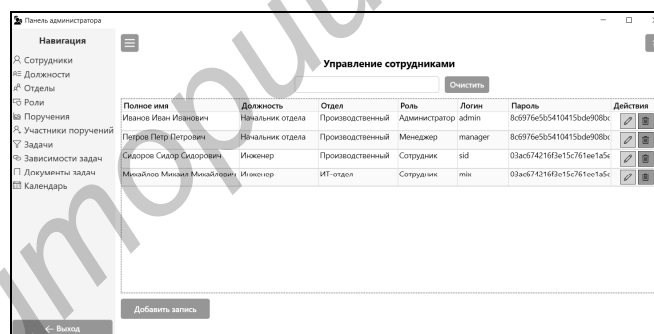 Панель администратора
Навигация
Сотрудники
Должности
Отделы
Роли
Поручения
Участники поручений
Задачи
Зависимости задач
Документы задач
Календарь
Выход
Управление сотрудниками
Очистить
Полное имя Должность Отдел Роль Логин Пароль Действия
Иванов Иван Иванович Начальник отдела Производственный Администратор admin 8c6976e5b5410415bde908bd
Петров Петр Петрович Начальник отдела Производственный Менеджер manager 8c6976e5b5410415bde908bd
Сидоров Сидор Сидорович Инженер Производственный Сотрудник sid 03ac674216f3e15c761ee1a5e
Михайлов Михаил Михайлович Инженер ИТ-отдел Сотрудник mix 03ac674216f3e15c761ee1a5e
Добавить запись